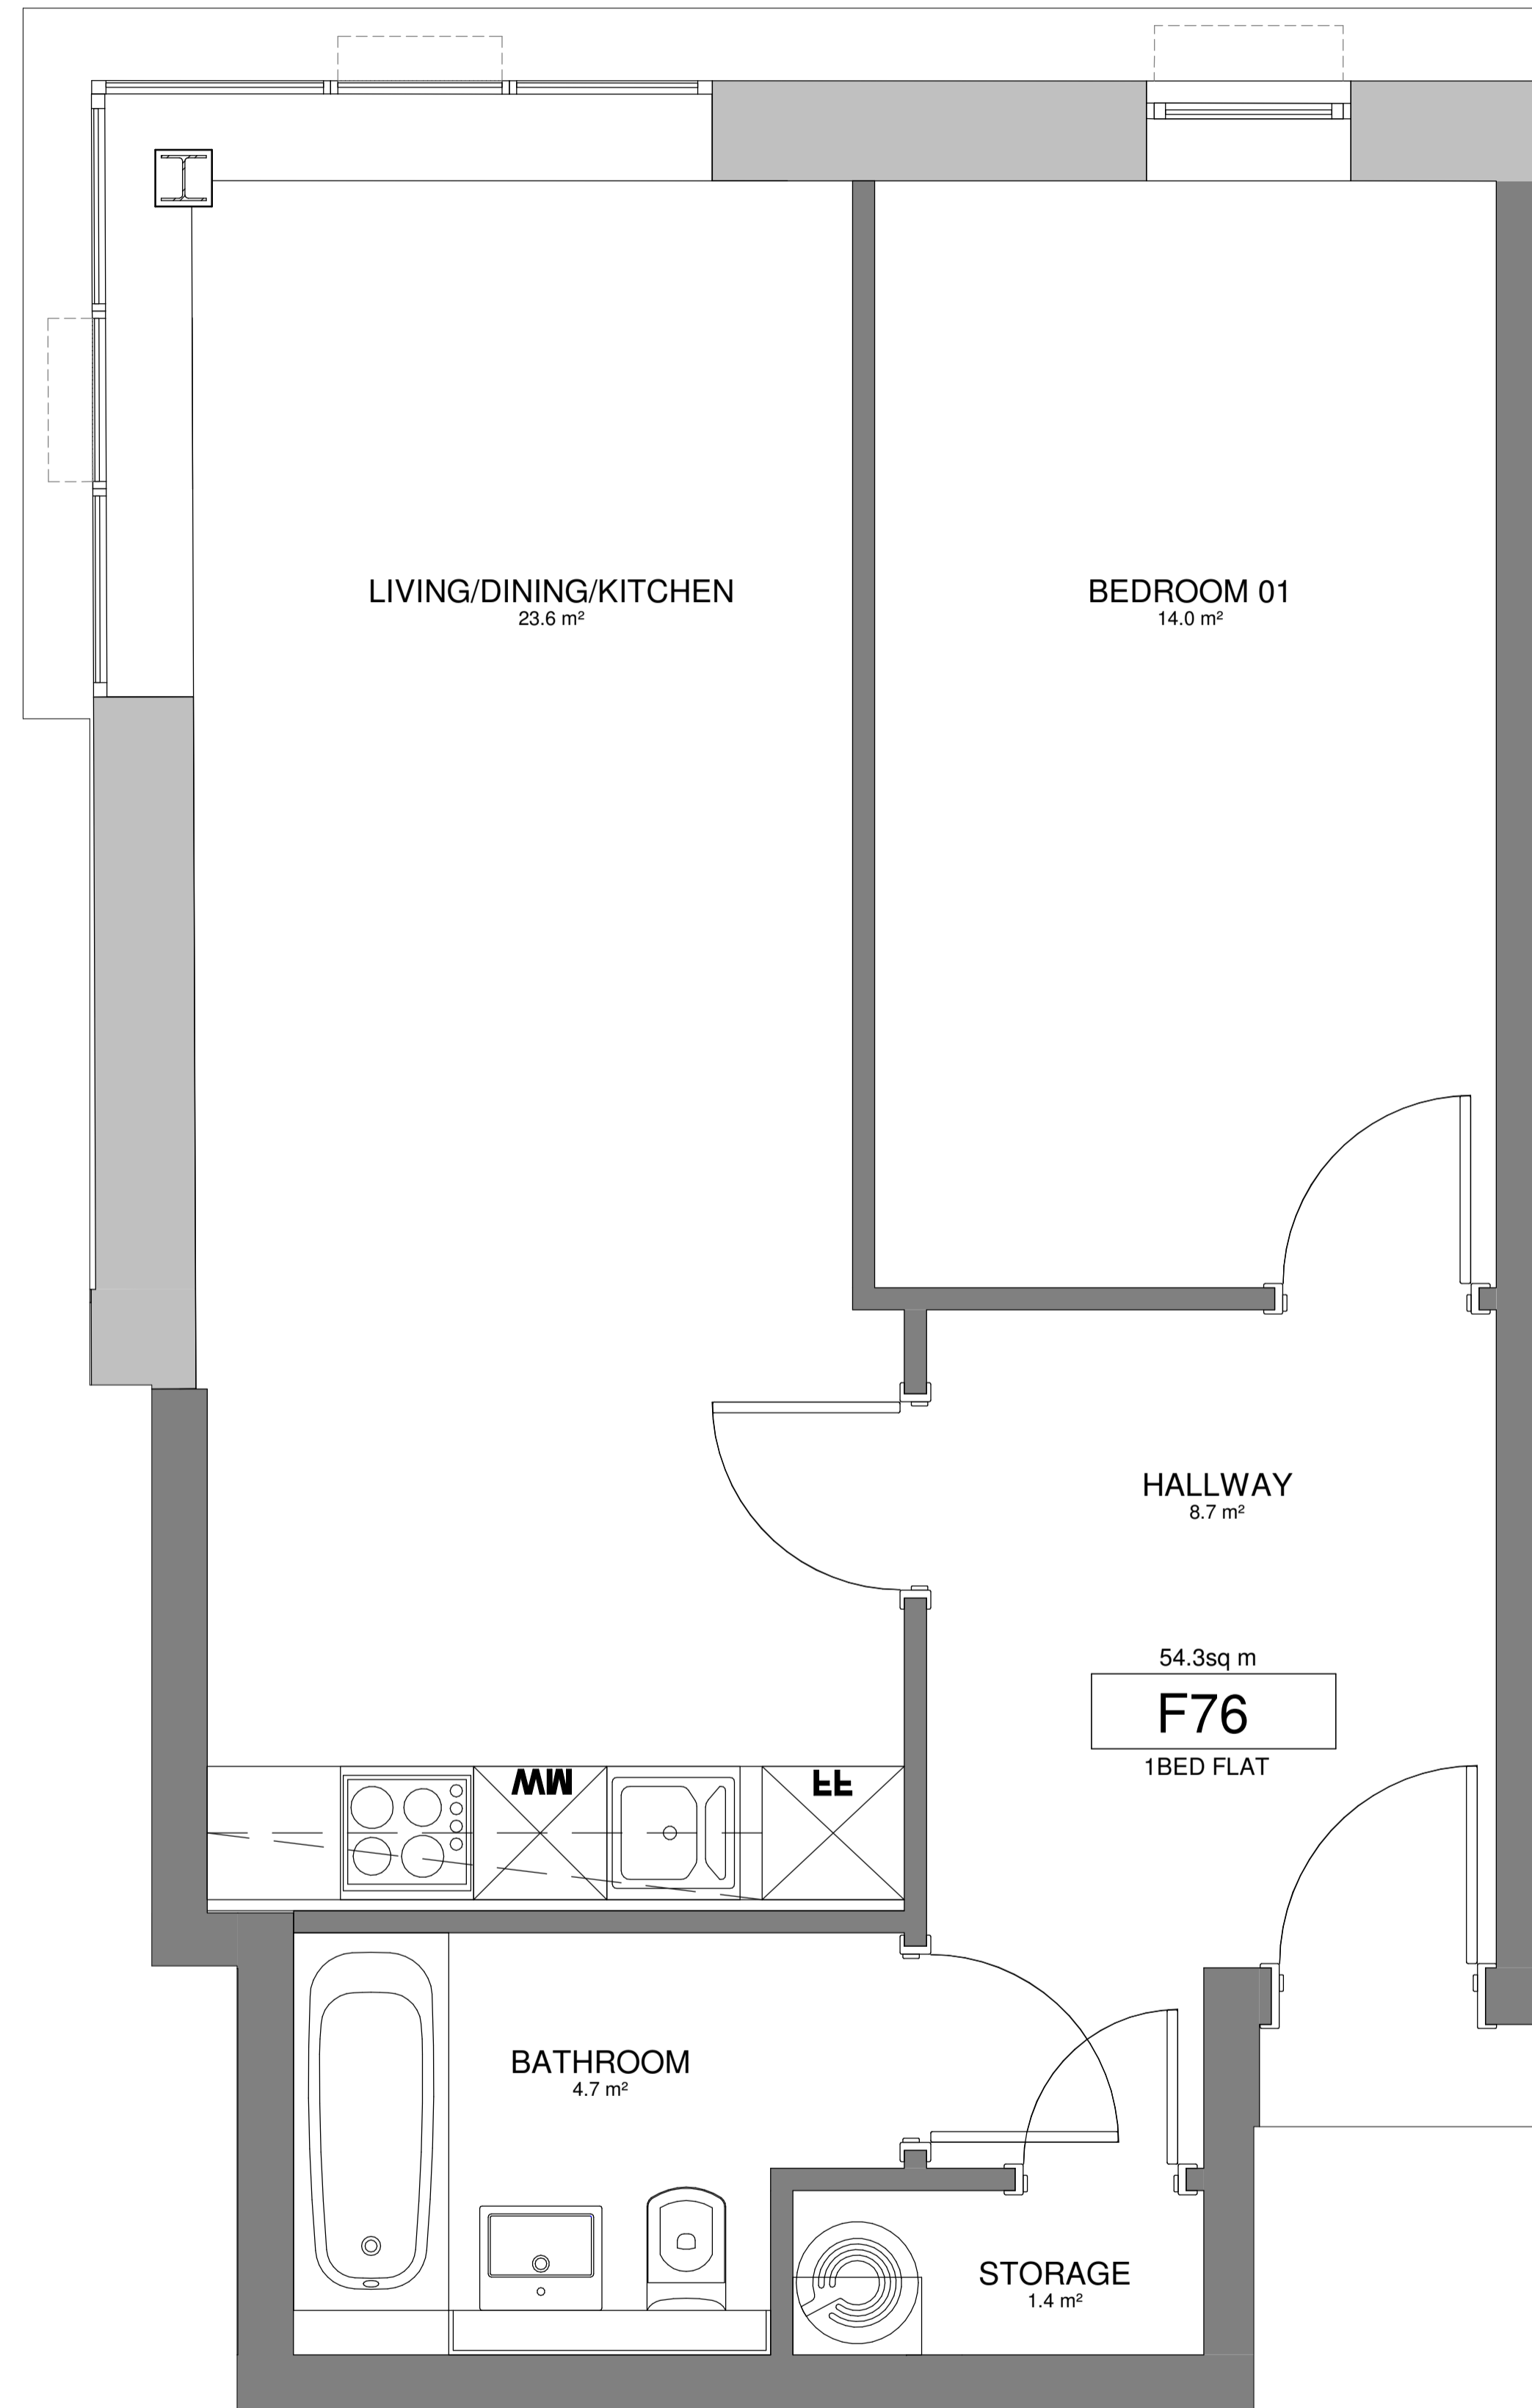 LIVING/DINING/KITCHEN
23.6 m²
BEDROOM 01
14.0 m²
HALLWAY
8.7 m²
54.3sq m
F76
1BED FLAT
WM
FF
BATHROOM
4.7 m²
STORAGE
1.4 m²